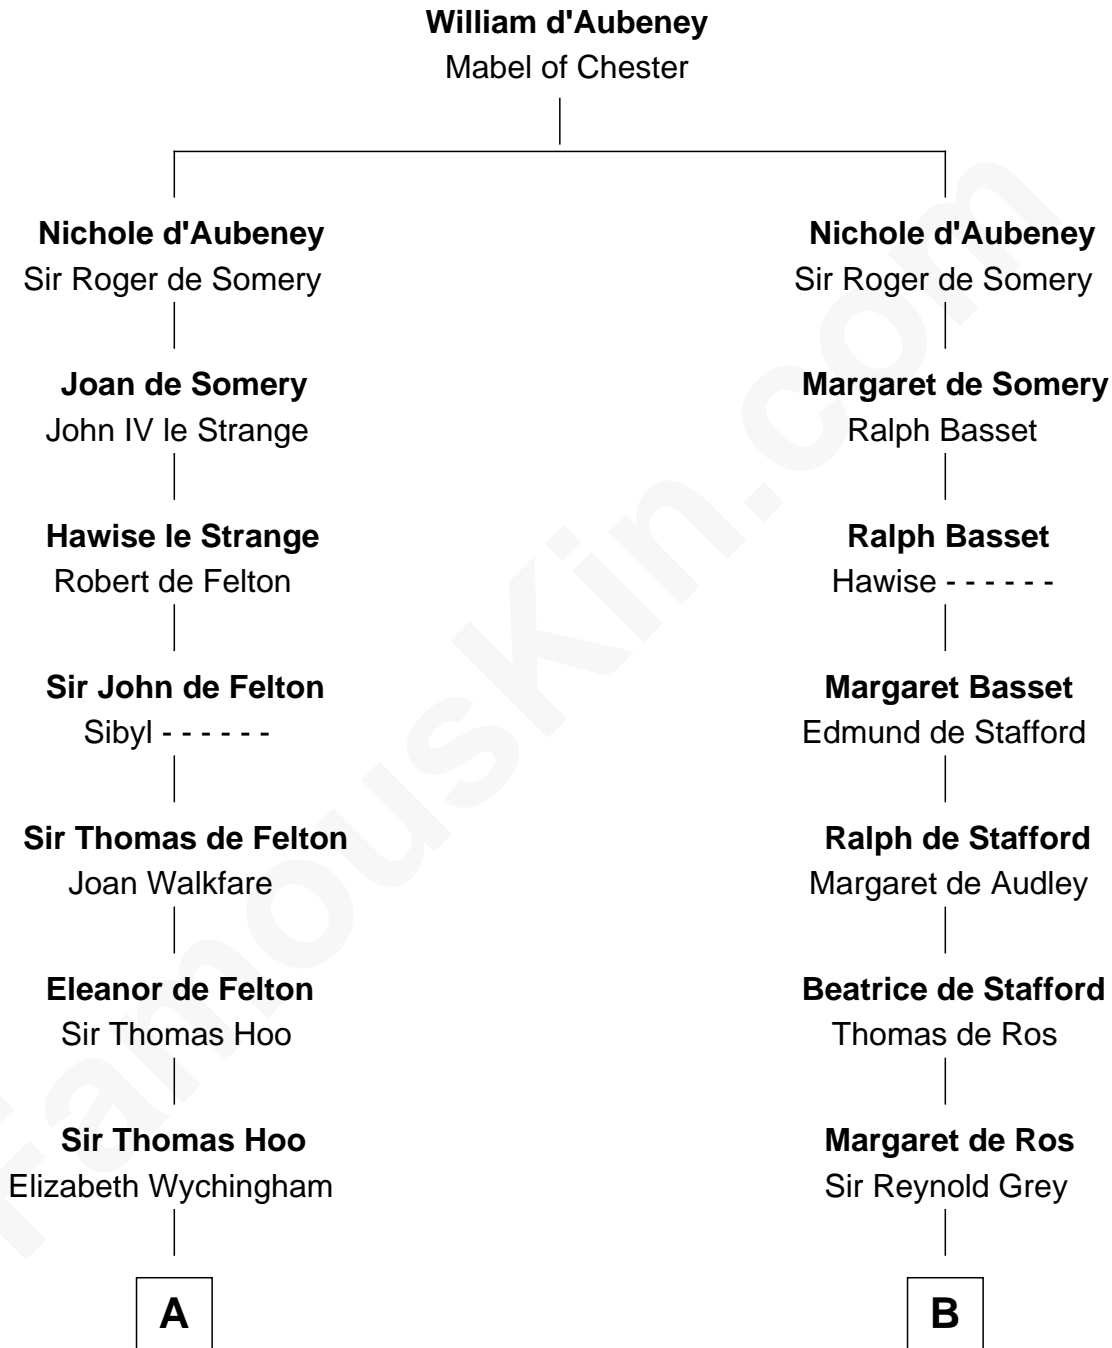 William d'Aubeney
Mabel of Chester
Nichole d'Aubeney
Sir Roger de Somery
Nichole d'Aubeney
Sir Roger de Somery
Joan de Somery
John IV le Strange
Margaret de Somery
Ralph Basset
Hawise le Strange
Robert de Felton
Ralph Basset
Hawise - - - - - -
Sir John de Felton
Sibyl - - - - - -
Margaret Basset
Edmund de Stafford
Sir Thomas de Felton
Joan Walkfare
Ralph de Stafford
Margaret de Audley
Eleanor de Felton
Sir Thomas Hoo
Beatrice de Stafford
Thomas de Ros
Sir Thomas Hoo
Elizabeth Wychingham
Margaret de Ros
Sir Reynold Grey
A
B
FamousKin.com